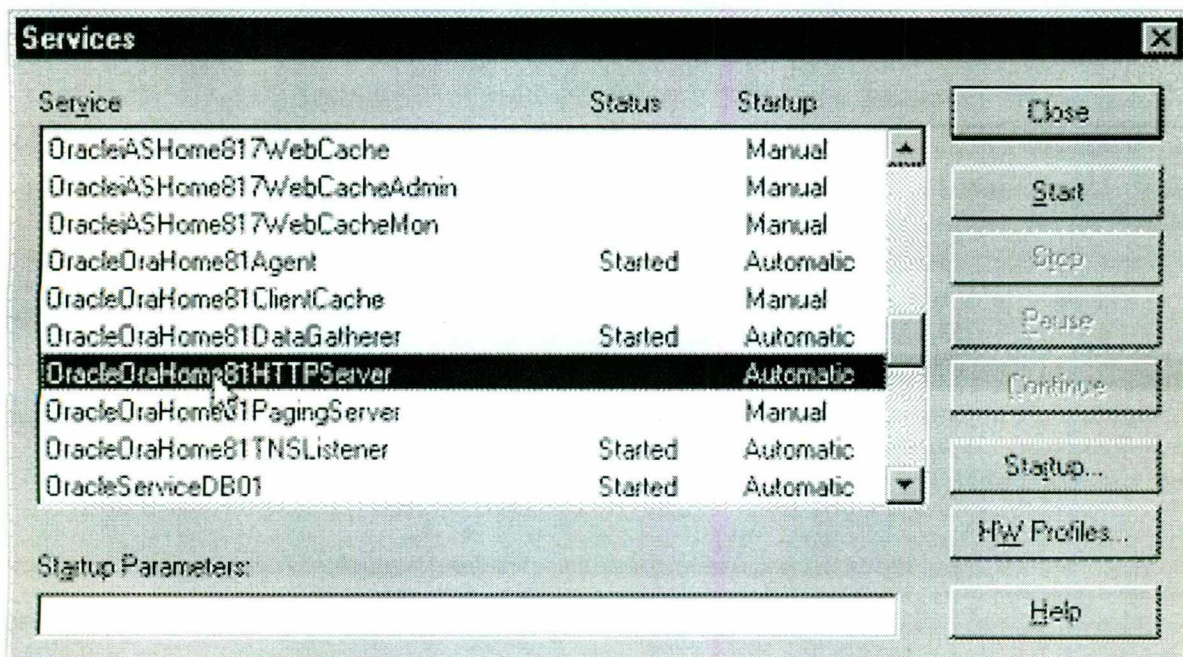 Services
Service Status Startup
OracleiASHome817WebCache Manual
OracleiASHome817WebCacheAdmin Manual
OracleiASHome817WebCacheMon Manual
OracleOraHome81Agent Started Automatic
OracleOraHome81ClientCache Manual
OracleOraHome81DataGatherer Started Automatic
OracleOraHome81HTTPServer Automatic
OracleOraHome81PagingServer Manual
OracleOraHome81TNSListener Started Automatic
OracleServiceDB01 Started Automatic
Startup Parameters:
Close
Start
Stop
Pause
Continue
Startup...
HW Profiles...
Help